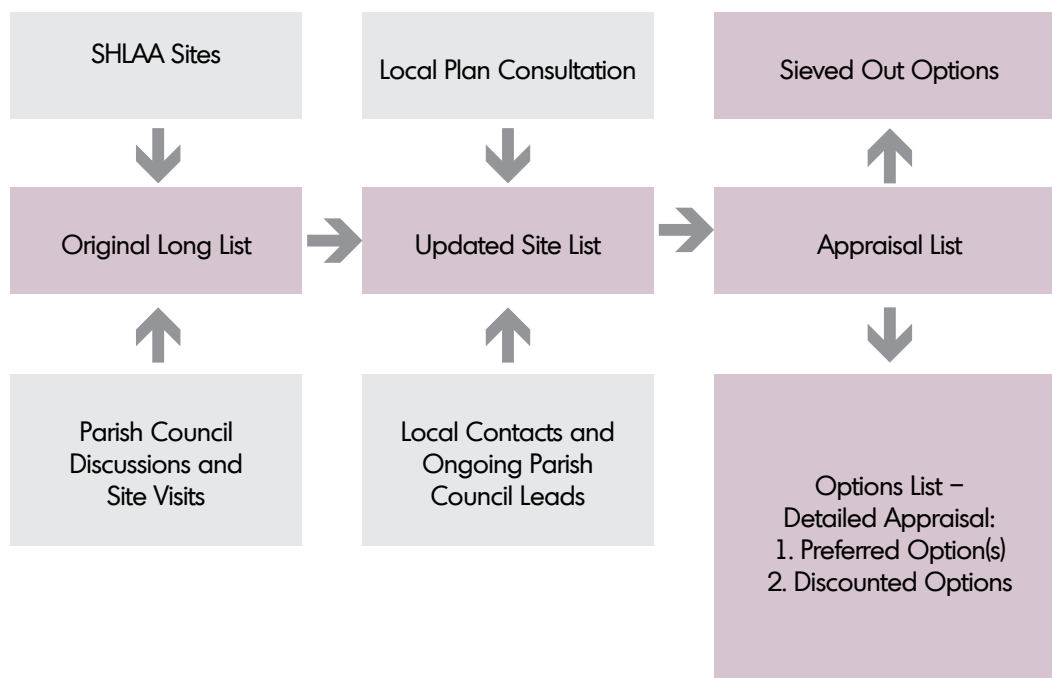 SHLAA Sites
Local Plan Consultation
Sieved Out Options
Original Long List
Updated Site List
Appraisal List
Parish Council
Discussions and
Site Visits
Local Contacts and
Ongoing Parish
Council Leads
Options List –
Detailed Appraisal:
1. Preferred Option(s)
2. Discounted Options